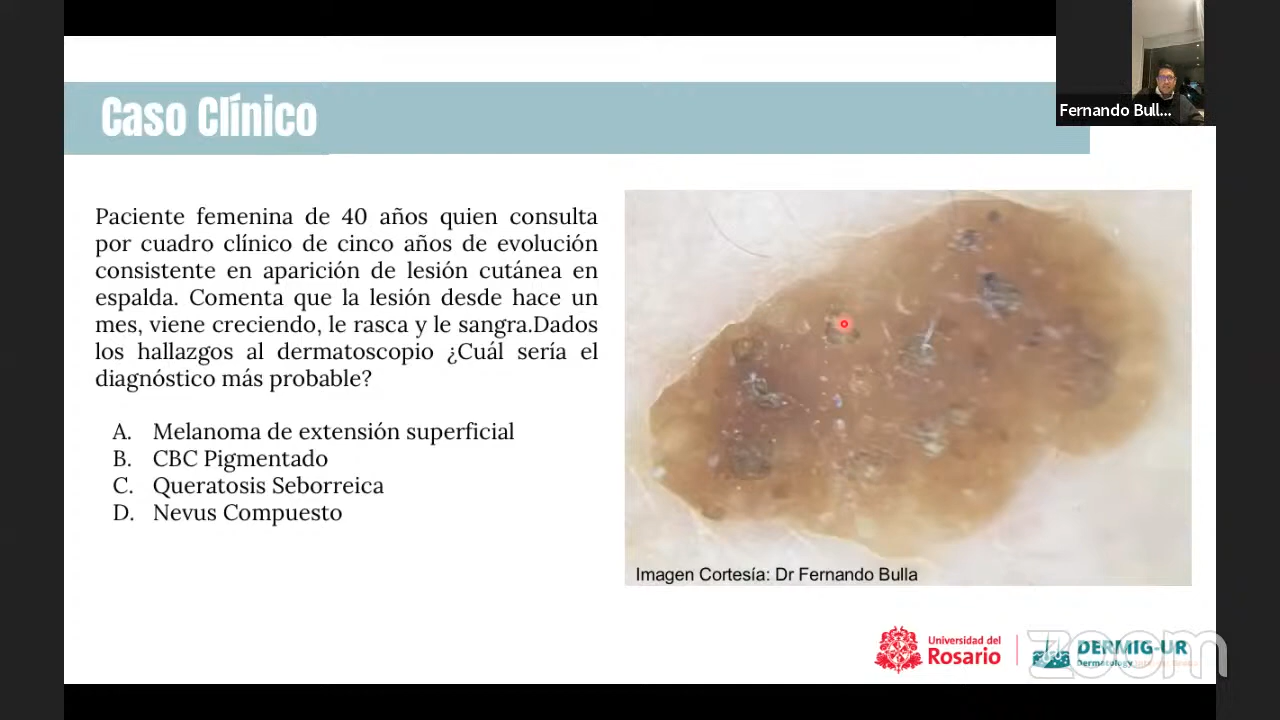 Caso Clínico
Fernando Bull...
Paciente femenina de 40 años quien consulta
por cuadro clínico de cinco años de evolución
consistente en aparición de lesión cutánea en
espalda. Comenta que la lesión desde hace un
mes, viene creciendo, le rasca y le sangra.Dados
los hallazgos al dermatoscopio ¿Cuál sería el
diagnóstico más probable?
A. Melanoma de extensión superficial
B. CBC Pigmentado
C. Queratosis Seborreica
D. Nevus Compuesto
Imagen Cortesía: Dr Fernando Bulla
Universidad del
Rosario
DERMIG-UR
Dermatology
zoom